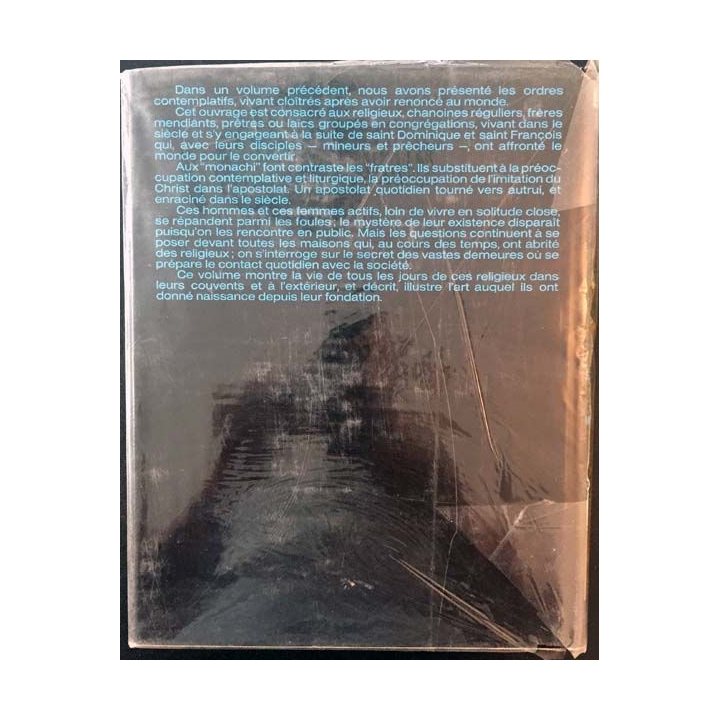 Dans un volume précédent, nous avons présenté les ordres
contemplatifs, vivant cloîtrés après avoir renoncé au monde.
Cet ouvrage est consacré aux religieux, chanoines réguliers, frères
mendiants, prêtres ou laïcs groupés en congrégations, vivant dans le
siècle et s'y engageant à la suite de saint Dominique et saint François
qui, avec leurs disciples — mineurs et prêcheurs —, ont affronté le
monde pour le convertir.
Aux "monachi" font contraste les "fratres". Ils substituent à la préoc-
cupation contemplative et liturgique, la préoccupation de l'imitation du
Christ dans l'apostolat. Un apostolat quotidien tourné vers autrui, et
enraciné dans le siècle.
Ces hommes et ces femmes actifs, loin de vivre en solitude close,
se répandent parmi les foules ; le mystère de leur existence disparaît
puisqu'on les rencontre en public. Mais les questions continuent à se
poser devant toutes les maisons qui, au cours des temps, ont abrité
des religieux ; on s'interroge sur le secret des vastes demeures où se
prépare le contact quotidien avec la société.
Ce volume montre la vie de tous les jours de ces religieux dans
leurs couvents et à l'extérieur, et décrit, illustre l'art auquel ils ont
donné naissance depuis leur fondation.